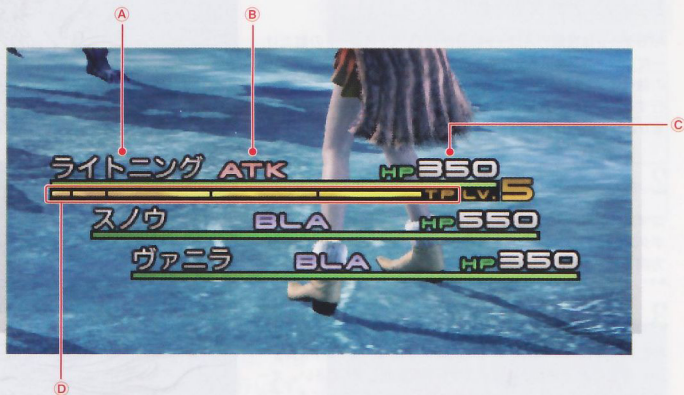 Ⓐ Ⓑ
Ⓒ
ライトニング ATK HP350
TP LV.5
スノウ BLA HP550
ヴァニラ BLA HP350
Ⓓ